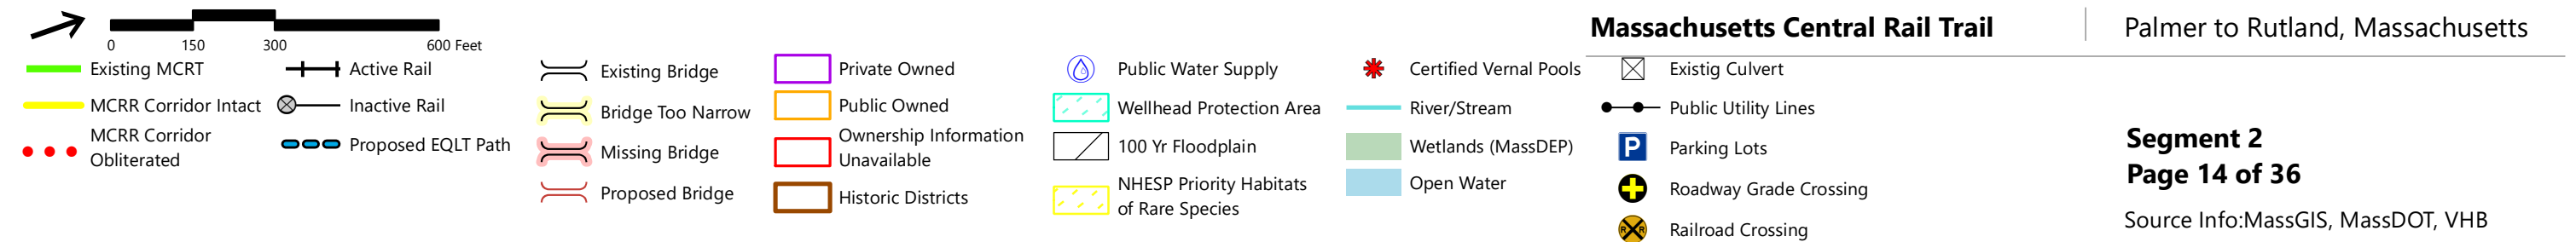 Massachusetts Central Rail Trail
Palmer to Rutland, Massachusetts
0 150 300 600 Feet
Existing MCRT
MCRR Corridor Intact
MCRR Corridor
Obliterated
Active Rail
Inactive Rail
Proposed EQLT Path
Existing Bridge
Bridge Too Narrow
Missing Bridge
Proposed Bridge
Private Owned
Public Owned
Ownership Information
Unavailable
Historic Districts
Public Water Supply
Wellhead Protection Area
100 Yr Floodplain
NHESP Priority Habitats
of Rare Species
Certified Vernal Pools
River/Stream
Wetlands (MassDEP)
Open Water
Existig Culvert
Public Utility Lines
P
Parking Lots
Roadway Grade Crossing
R R
Railroad Crossing
Segment 2
Page 14 of 36
Source Info:MassGIS, MassDOT, VHB